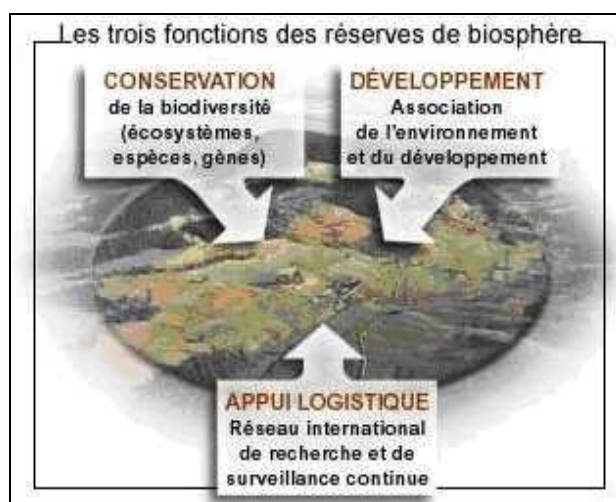 Les trois fonctions des réserves de biosphère
CONSERVATION
de la biodiversité
(écosystèmes,
espèces, gènes)
DÉVELOPPEMENT
Association
de l'environnement
et du développement
APPUI LOGISTIQUE
Réseau international
de recherche et de
surveillance continue